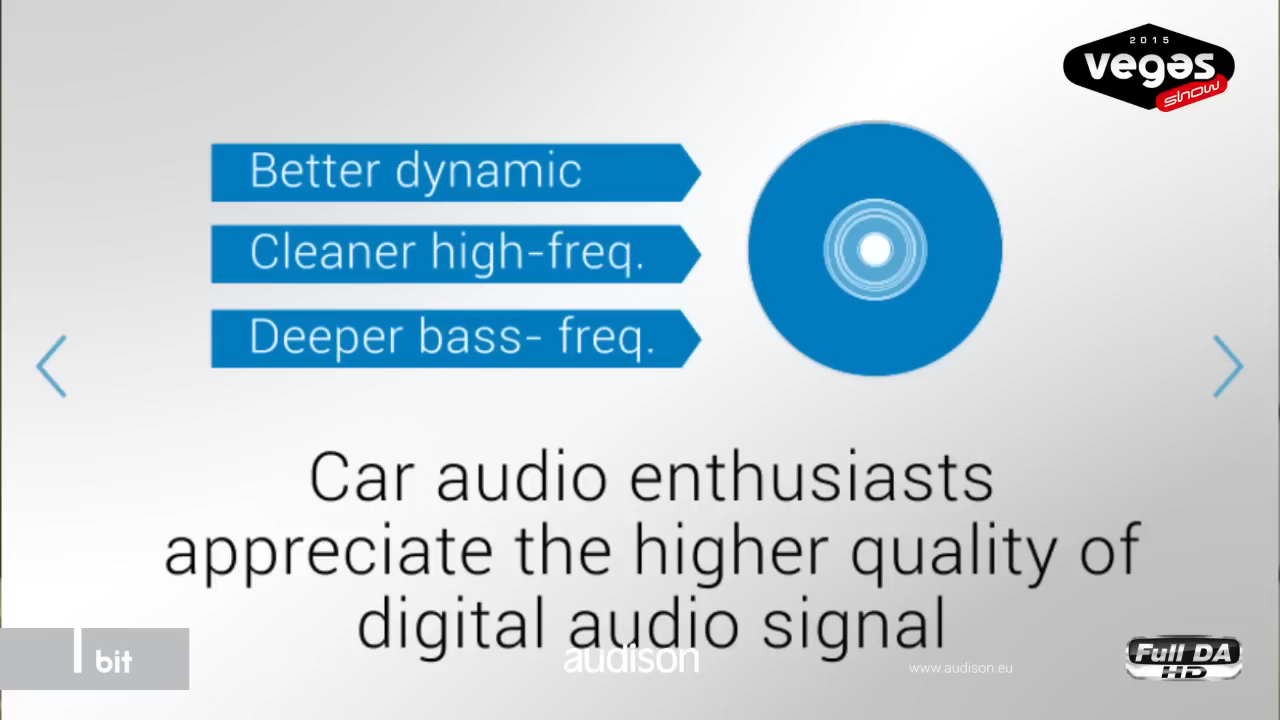 2015
vegas
show
Better dynamic
Cleaner high-freq.
Deeper bass- freq.
Car audio enthusiasts
appreciate the higher quality of
digital audio signal
bit
audison
www.audison.eu
Full DA
HD